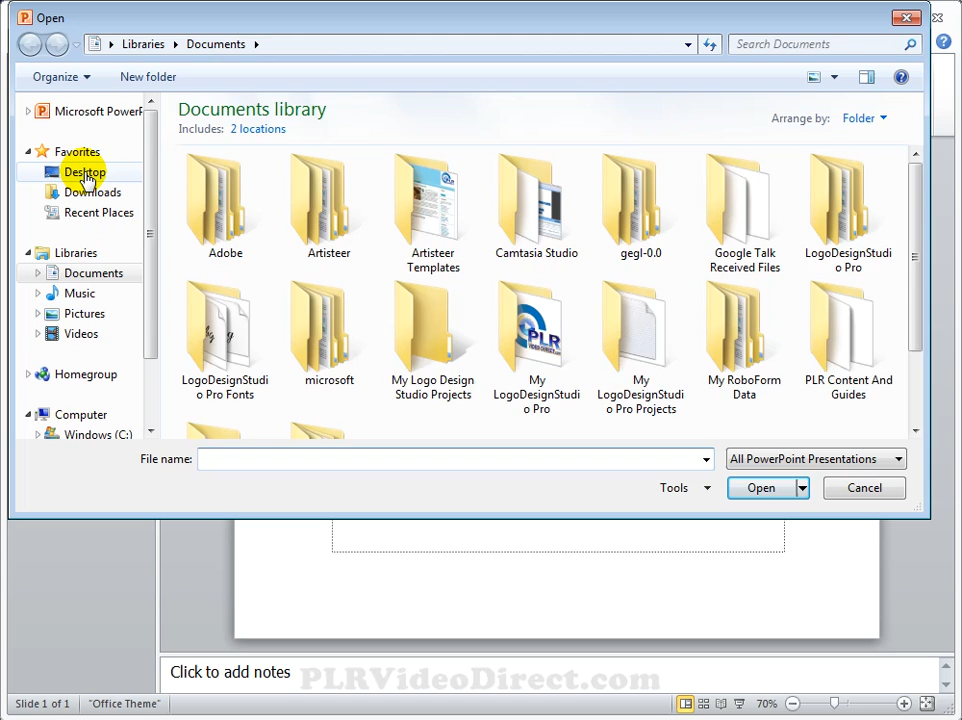 Open
Libraries Documents
Search Documents
Organize New folder
Microsoft PowerP
Favorites
Desktop
Downloads
Recent Places
Libraries
Documents
Music
Pictures
Videos
Homegroup
Computer
Windows (C:)
Documents library
Includes: 2 locations
Arrange by: Folder
Adobe
Artisteer
Artisteer
Templates
Camtasia Studio
gegl-0.0
Google Talk
Received Files
LogoDesignStudi
o Pro
LogoDesignStudi
o Pro Fonts
microsoft
My Logo Design
Studio Projects
My
LogoDesignStudi
o Pro
My
LogoDesignStudi
o Pro Projects
My RoboForm
Data
PLR Content And
Guides
File name:
All PowerPoint Presentations
Tools Open Cancel
Click to add notes
PLRVideoDirect.com
Slide 1 of 1 "Office Theme" 70%